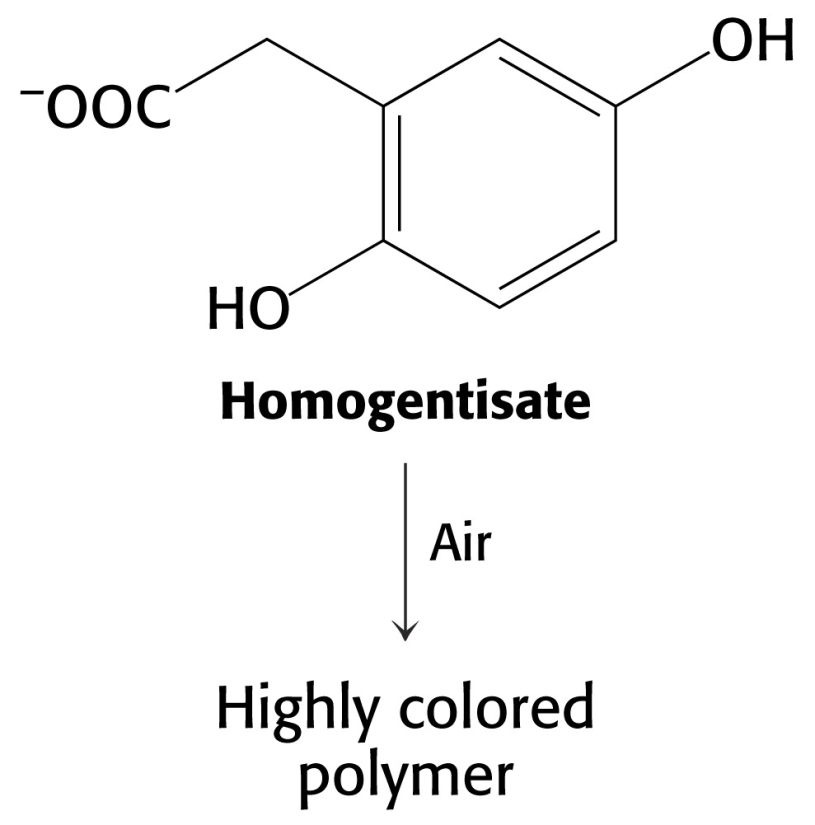 OH
⁻OOC
HO
Homogentisate
Air
Highly colored
polymer